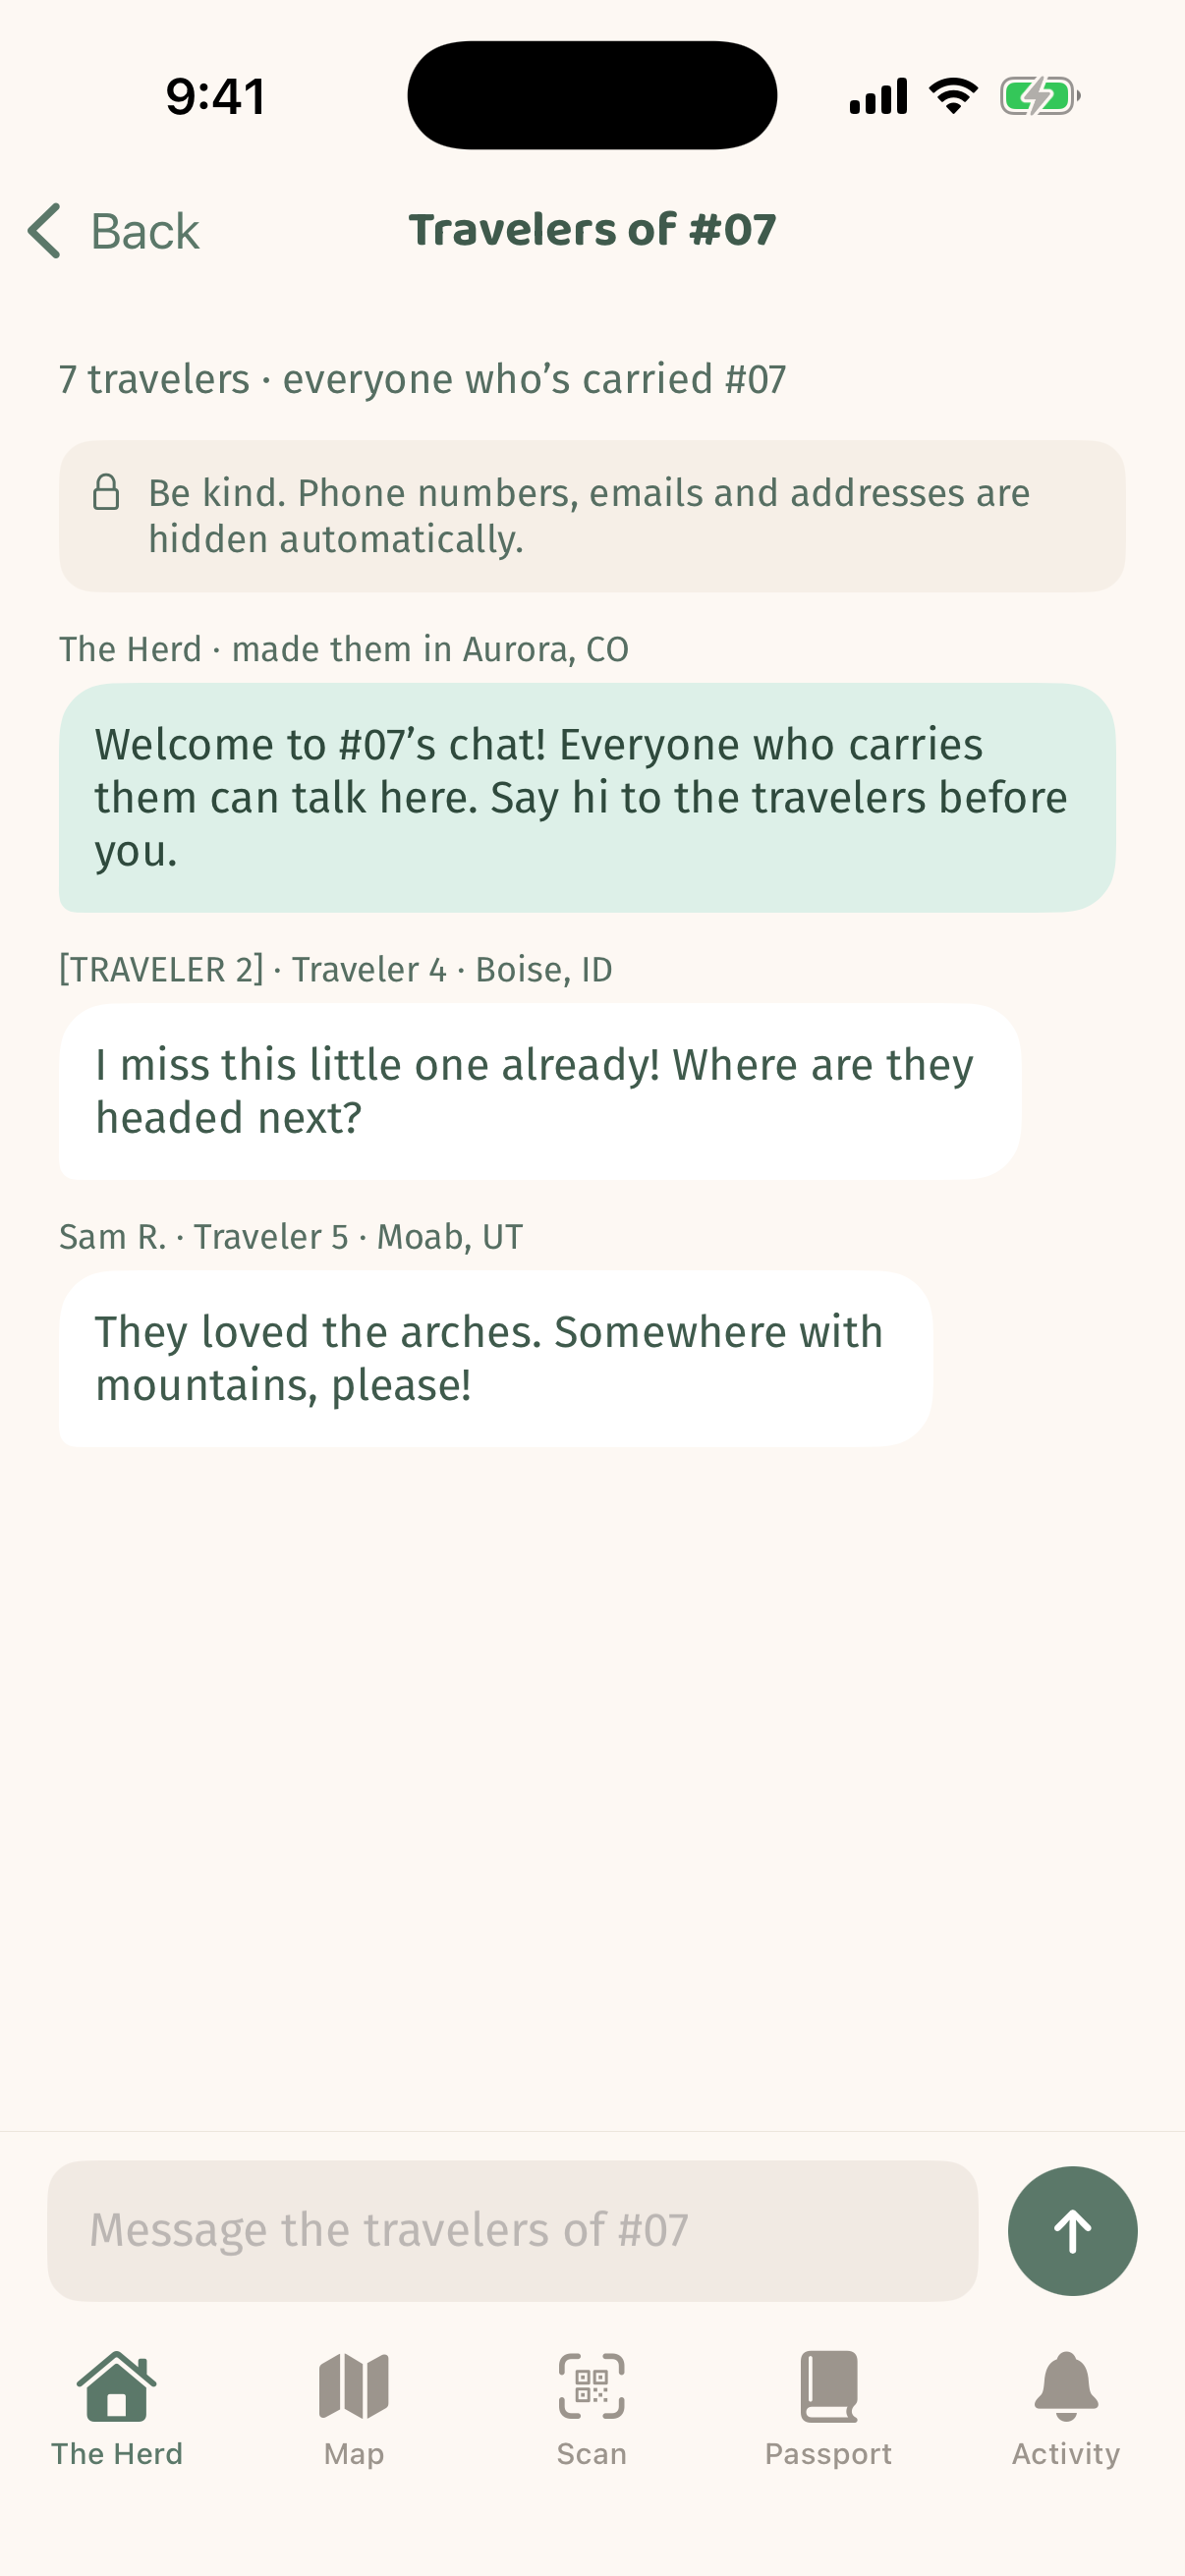 9:41
Back
Travelers of #07
7 travelers · everyone who’s carried #07
Be kind. Phone numbers, emails and addresses are
hidden automatically.
The Herd · made them in Aurora, CO
Welcome to #07’s chat! Everyone who carries
them can talk here. Say hi to the travelers before
you.
[TRAVELER 2] · Traveler 4 · Boise, ID
I miss this little one already! Where are they
headed next?
Sam R. · Traveler 5 · Moab, UT
They loved the arches. Somewhere with
mountains, please!
Message the travelers of #07
The Herd
Map
Scan
Passport
Activity